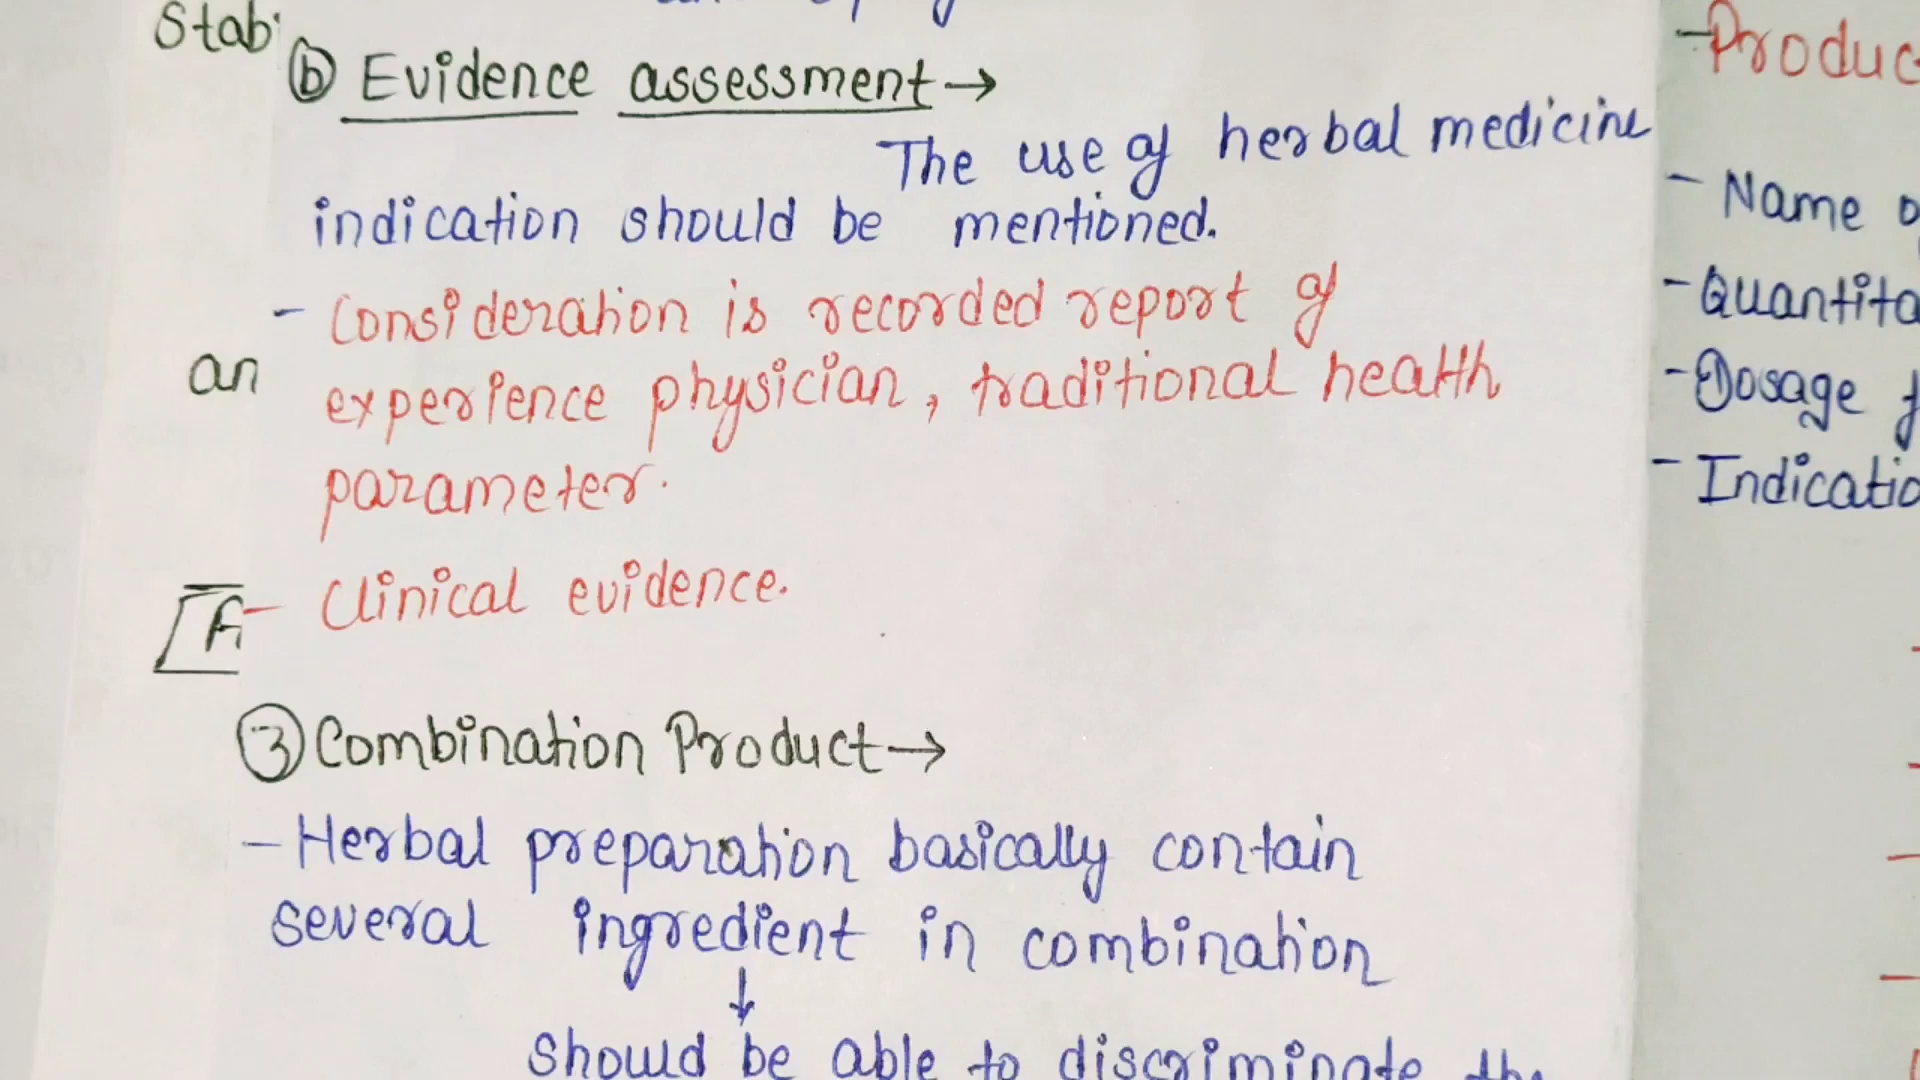 Stab
ⓑ Evidence assessment →
The use of herbal medicine
indication should be mentioned.
- Consideration is recorded report of
experience physician, traditional health
parameter.
- Clinical evidence.
③ Combination Product →
- Herbal preparation basically contain
several ingredient in combination
↓
Should be able to discriminate the
an
- Produc
- Name of
- Quantita
- Dosage f
- Indicatio